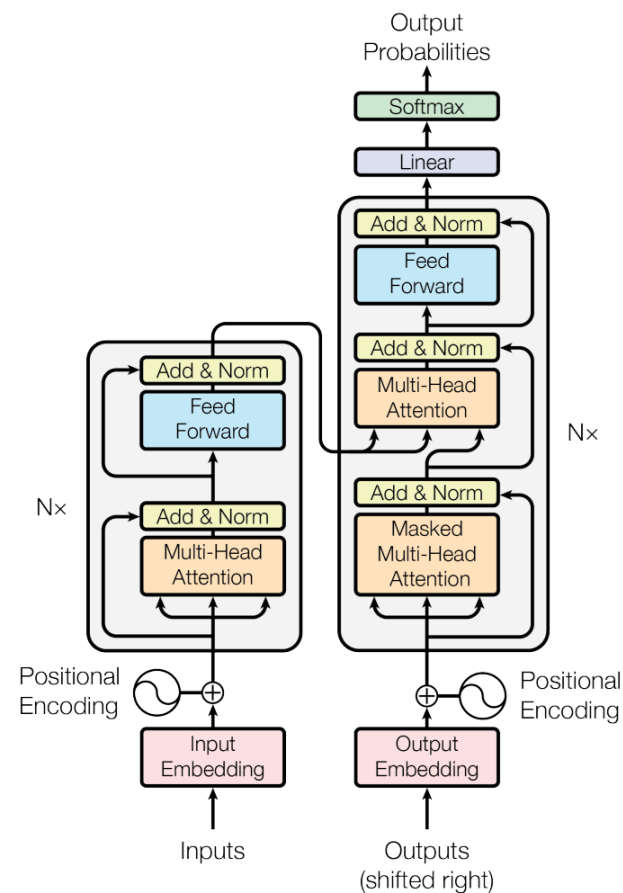 Output
Probabilities
Softmax
Linear
Add & Norm
Feed
Forward
Add & Norm
Multi-Head
Attention
Add & Norm
Masked
Multi-Head
Attention
Nx
Add & Norm
Feed
Forward
Add & Norm
Multi-Head
Attention
N×
Positional
Encoding
Positional
Encoding
Input
Embedding
Output
Embedding
Inputs
Outputs
(shifted right)